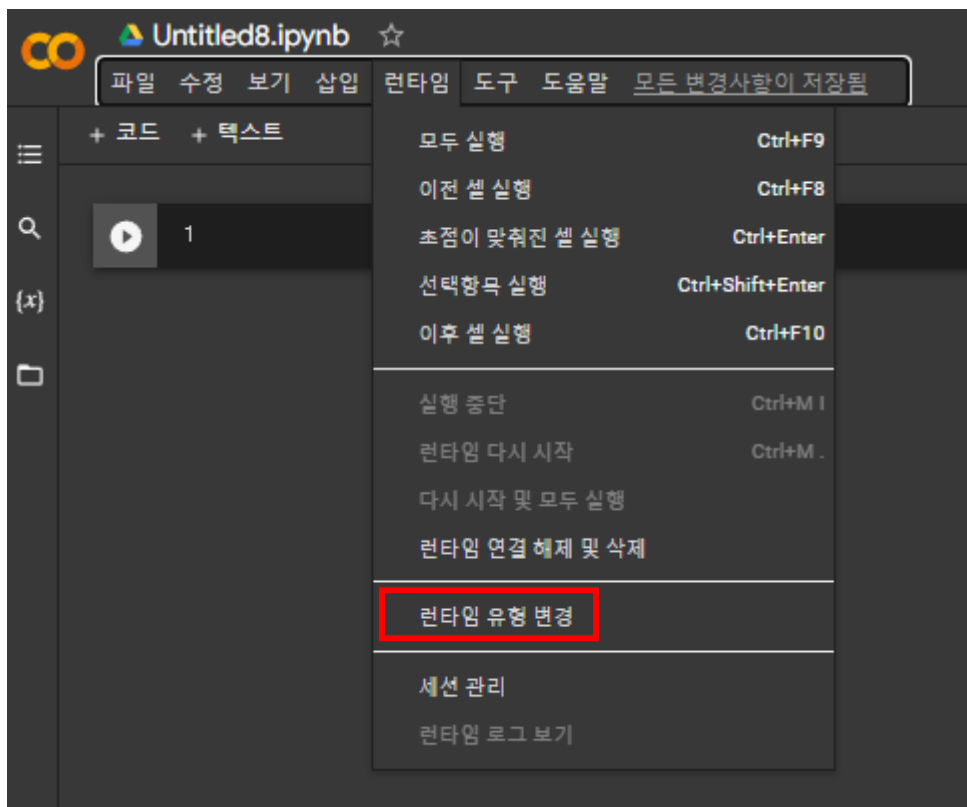 CO Untitled8.ipynb
파일 수정 보기 삽입 런타임 도구 도움말 모든 변경사항이 저장됨
+ 코드 + 텍스트
모두 실행 Ctrl+F9
이전 셀 실행 Ctrl+F8
1
초점이 맞춰진 셀 실행 Ctrl+Enter
선택항목 실행 Ctrl+Shift+Enter
{x}
이후 셀 실행 Ctrl+F10
실행 중단 Ctrl+M I
런타임 다시 시작 Ctrl+M .
다시 시작 및 모두 실행
런타임 연결 해제 및 삭제
런타임 유형 변경
세션 관리
런타임 로그 보기